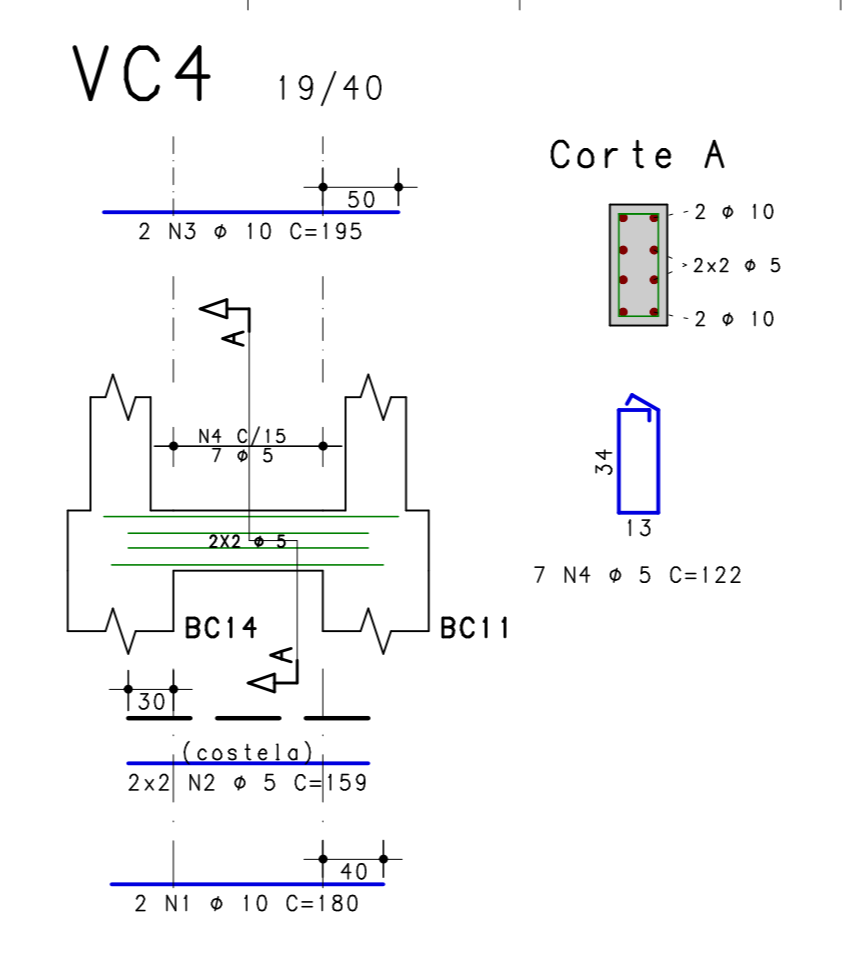 VC4 19/40
50
2 N3 ø 10 C=195
Corte A
2 ø 10
2x2 ø 5
2 ø 10
A
N4 C/15
7 ø 5
34
13
7 N4 ø 5 C=122
2X2 ø 5
BC14
BC11
A
30
(costela)
2x2 N2 ø 5 C=159
40
2 N1 ø 10 C=180